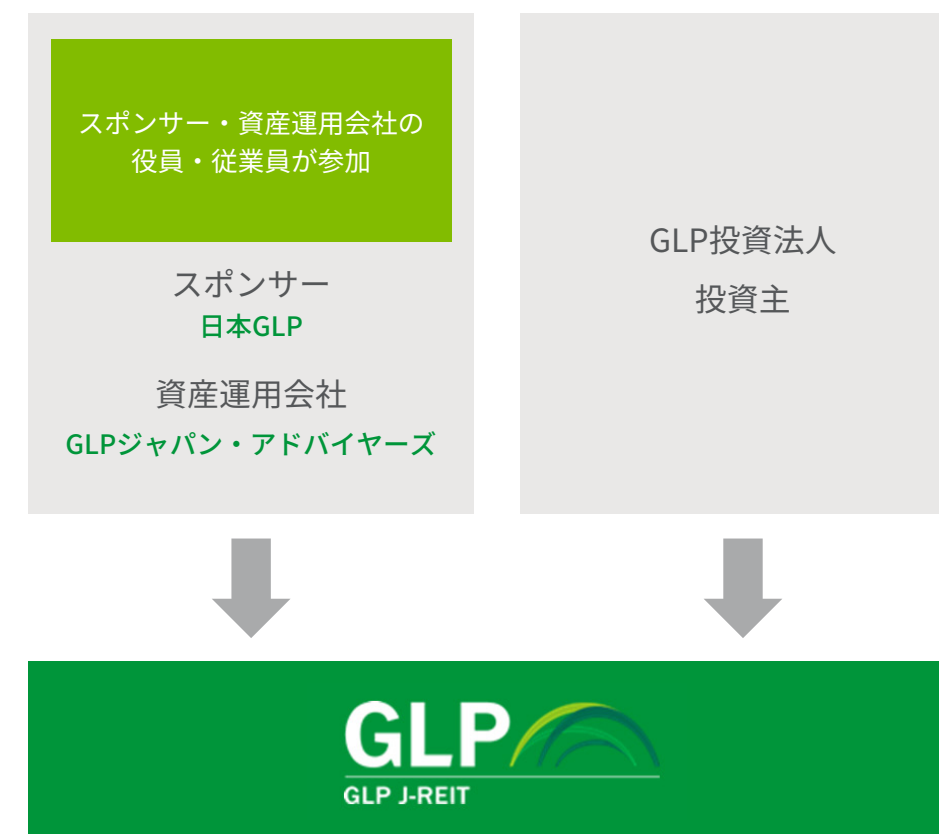 スポンサー・資産運用会社の
役員・従業員が参加
スポンサー
日本GLP
資産運用会社
GLPジャパン・アドバイヤーズ
GLP投資法人
投資主
GLP
GLP J-REIT